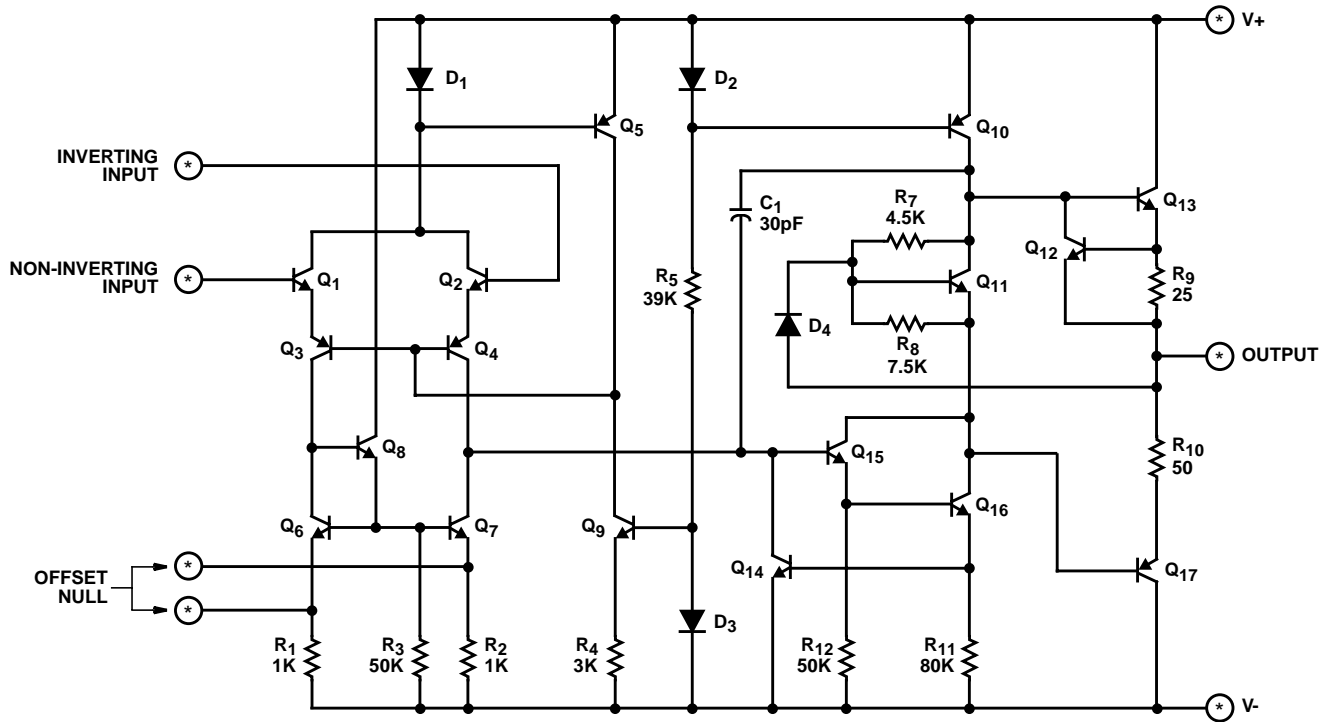 V+
D1
D2
Q5
Q10
INVERTING
INPUT
C1
30pF
R7
4.5K
Q13
Q12
NON-INVERTING
INPUT
Q1
Q2
R5
39K
Q11
R9
25
D4
R8
7.5K
Q3
Q4
OUTPUT
Q8
Q15
R10
50
Q6
Q7
Q9
Q16
Q14
Q17
OFFSET
NULL
D3
R1
1K
R3
50K
R2
1K
R4
3K
R12
50K
R11
80K
V-